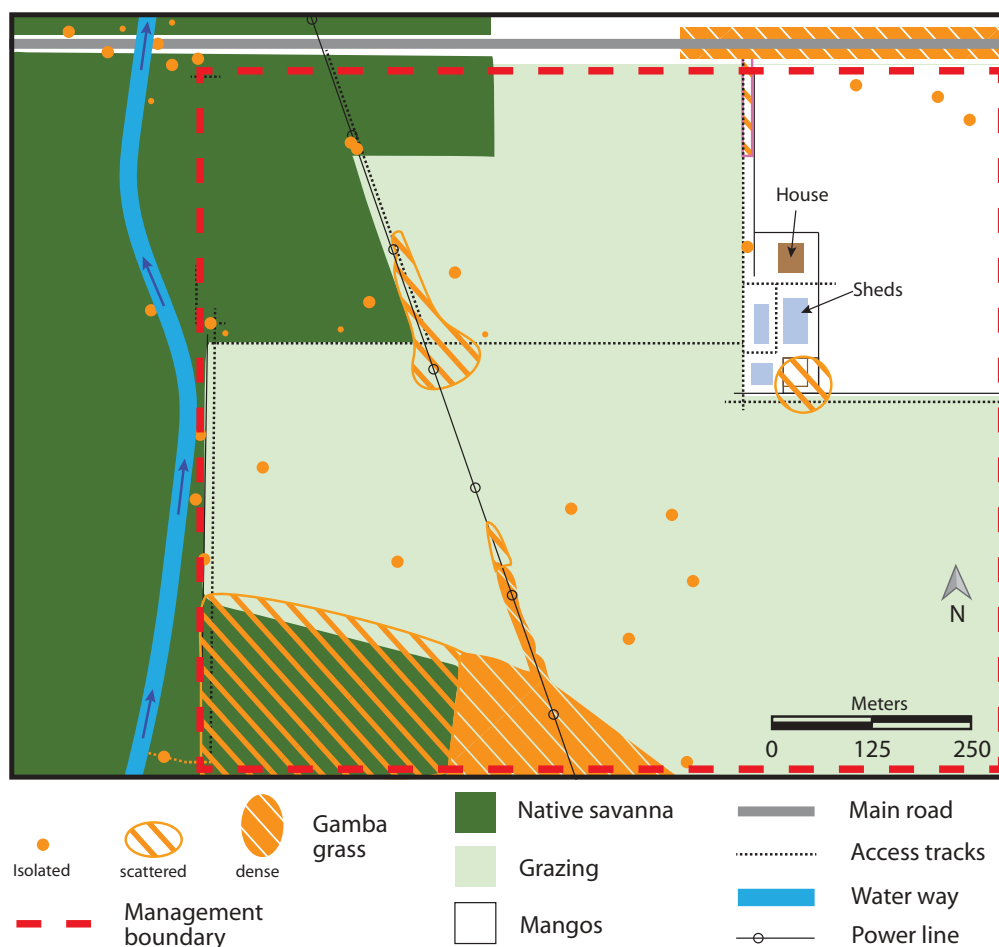 House
Sheds
N
Meters
0 125 250
Isolated
scattered
dense
Gamba
grass
Management
boundary
Native savanna
Grazing
Mangos
Main road
Access tracks
Water way
Power line